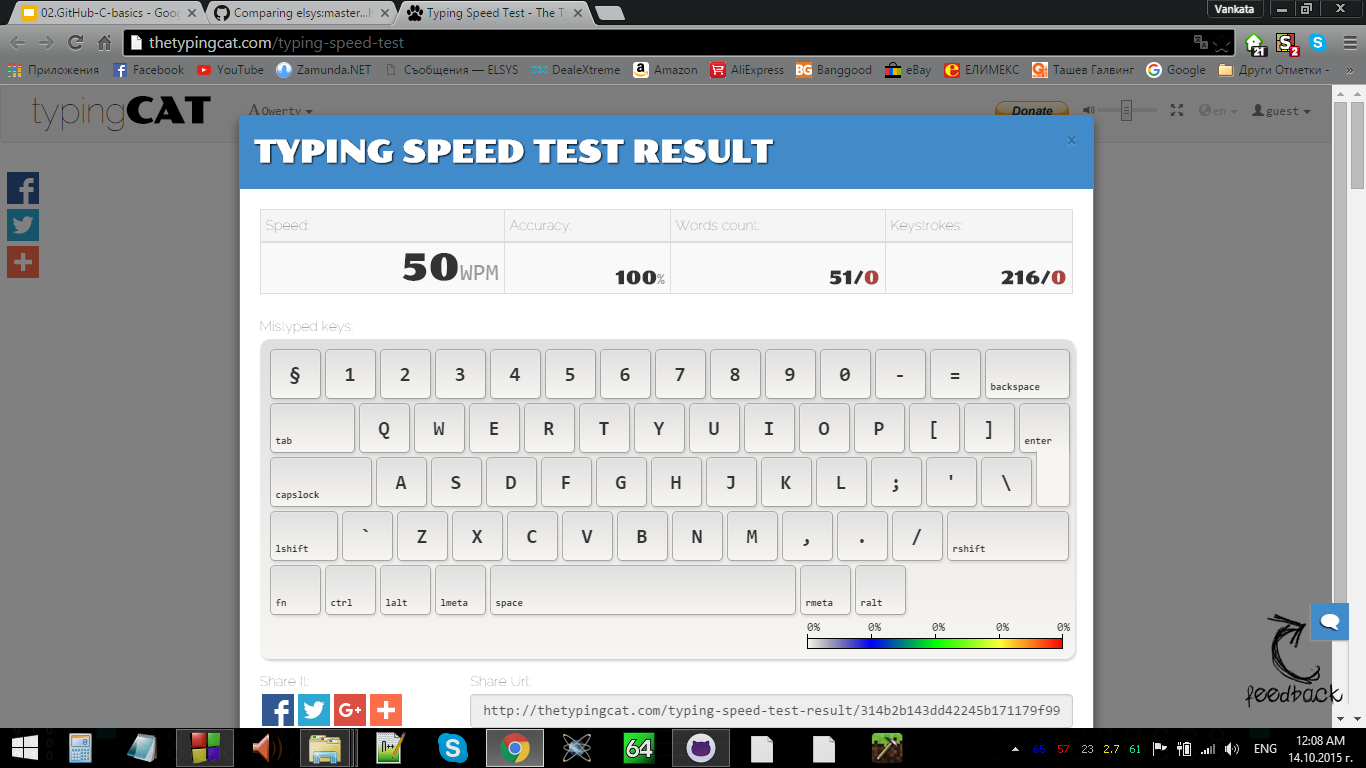 02.GitHub-C-basics - Goog
Comparing elsys:master...
Typing Speed Test - The Ty
Vankata
thetypingcat.com/typing-speed-test
21
2
Приложения Facebook YouTube Zamunda.NET Съобщения — ELSYS DealeXtreme Amazon AliExpress Banggood eBay ЕЛИМЕКС Ташев Галвинг Google Други Отметки - »
typingCAT
Qwerty
Donate
en
guest
TYPING SPEED TEST RESULT
x
Speed: Accuracy: Words count: Keystrokes:
50WPM 100% 51/0 216/0
Mistyped keys:
§ 1 2 3 4 5 6 7 8 9 0 - = backspace
tab Q W E R T Y U I O P [ ] enter
capslock A S D F G H J K L ; ' \
lshift ` Z X C V B N M , . / rshift
fn ctrl lalt lmeta space rmeta ralt
0% 0% 0% 0% 0%
feedback
Share It: Share Url:
http://thetypingcat.com/typing-speed-test-result/314b2b143dd42245b171179f99
64
65 57 23 2.7 61
ENG
12:08 AM
14.10.2015 г.